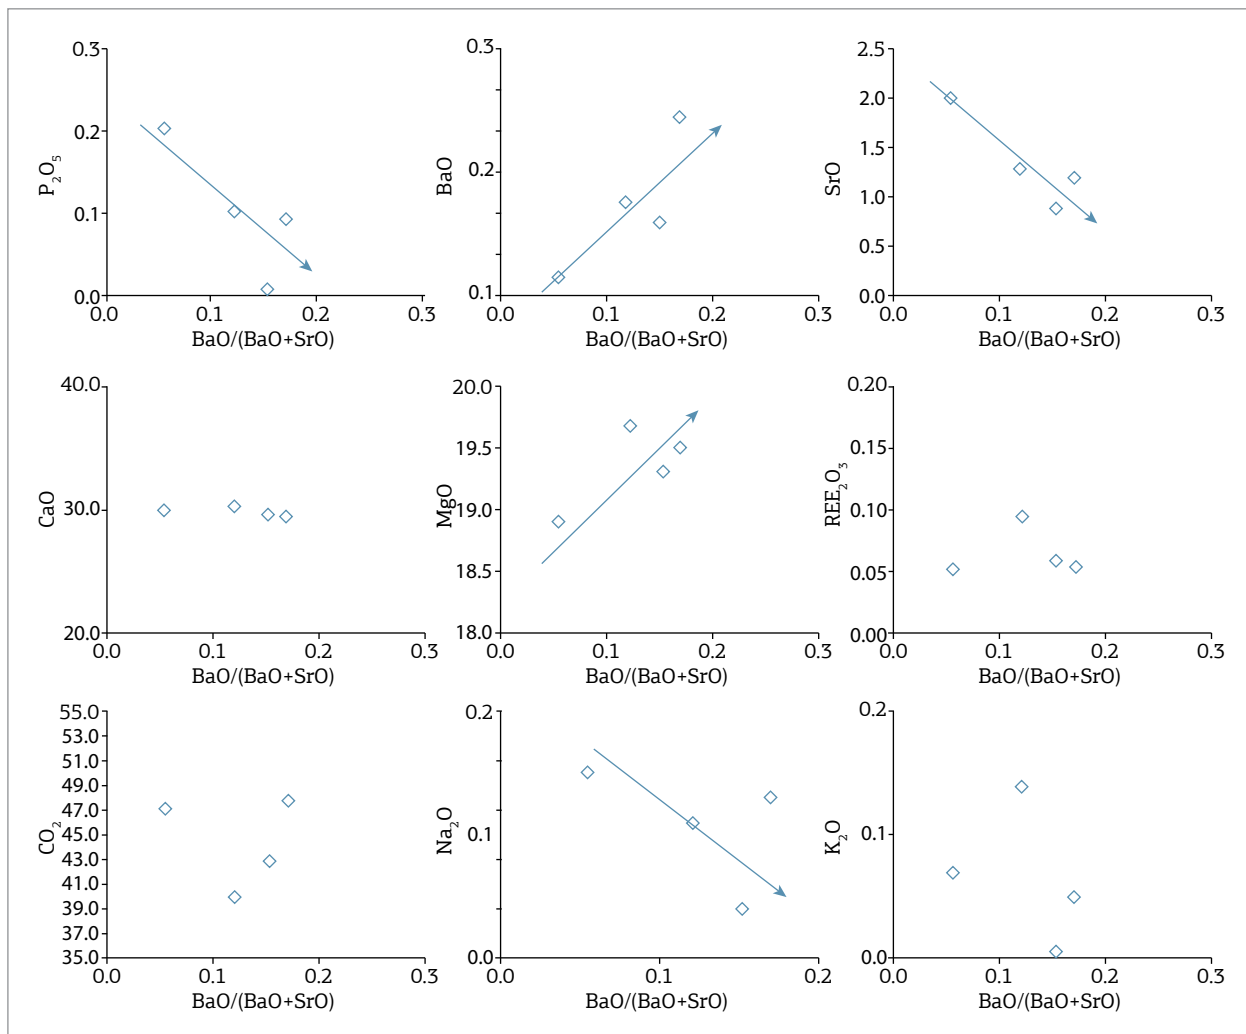 0.3
0.2
0.1
0.0
P₂O₅
0.0 0.1 0.2 0.3
BaO/(BaO+SrO)
0.3
0.2
0.1
BaO
0.0 0.1 0.2 0.3
BaO/(BaO+SrO)
2.5
2.0
1.5
1.0
0.5
0.0
SrO
0.0 0.1 0.2 0.3
BaO/(BaO+SrO)
40.0
30.0
20.0
CaO
0.0 0.1 0.2 0.3
BaO/(BaO+SrO)
20.0
19.5
19.0
18.5
18.0
MgO
0.0 0.1 0.2 0.3
BaO/(BaO+SrO)
0.20
0.15
0.10
0.05
0.00
REE₂O₃
0.0 0.1 0.2 0.3
BaO/(BaO+SrO)
55.0
53.0
51.0
49.0
47.0
45.0
43.0
41.0
39.0
37.0
35.0
CO₂
0.0 0.1 0.2 0.3
BaO/(BaO+SrO)
0.2
0.1
0.0
Na₂O
0.0 0.1 0.2
BaO/(BaO+SrO)
0.2
0.1
0.0
K₂O
0.0 0.1 0.2 0.3
BaO/(BaO+SrO)